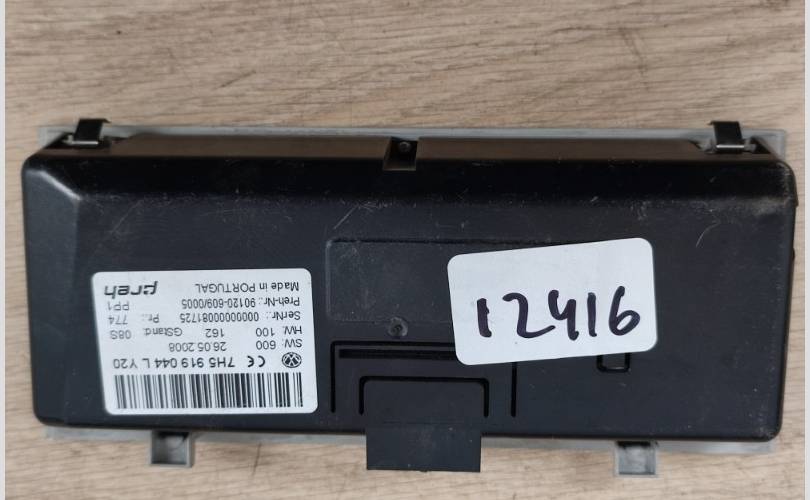 7H5 919 044 L Y20
SW: 600 26.05.2008
HW: 100 162 GStand: 08S
SerNr.: 00000000081725 Pr.: 774
Preh-Nr.: 90120-609/0005 PP1
Made in PORTUGAL preh
12416